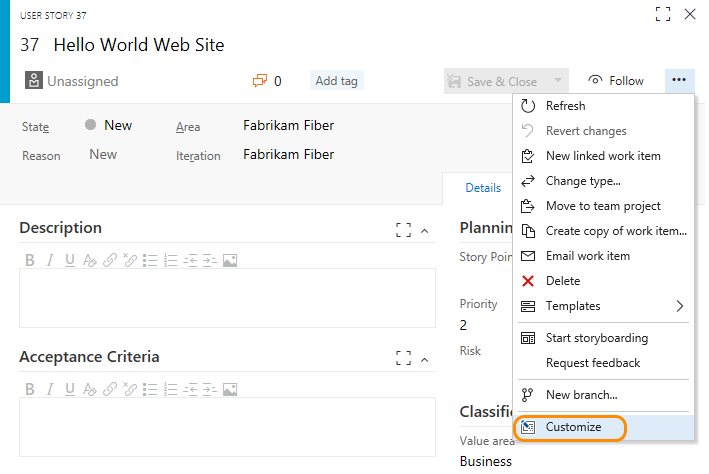 USER STORY 37
37 Hello World Web Site
Unassigned 0 Add tag Save & Close Follow ...
State New Area Fabrikam Fiber
Reason New Iteration Fabrikam Fiber
Details
Refresh
Revert changes
New linked work item
Change type...
Move to team project
Create copy of work item...
Email work item
Delete
Templates
Start storyboarding
Request feedback
New branch...
Customize
Description
B I U
Acceptance Criteria
B I U
Plannin
Story Poin
Priority
2
Risk
Classific
Value area
Business